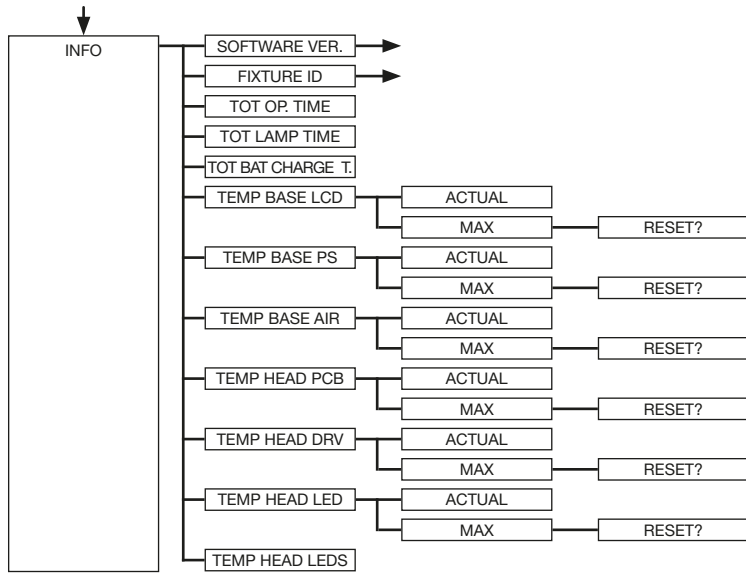 INFO
SOFTWARE VER.
FIXTURE ID
TOT OP. TIME
TOT LAMP TIME
TOT BAT CHARGE T.
TEMP BASE LCD ACTUAL
MAX RESET?
TEMP BASE PS ACTUAL
MAX RESET?
TEMP BASE AIR ACTUAL
MAX RESET?
TEMP HEAD PCB ACTUAL
MAX RESET?
TEMP HEAD DRV ACTUAL
MAX RESET?
TEMP HEAD LED ACTUAL
MAX RESET?
TEMP HEAD LEDS